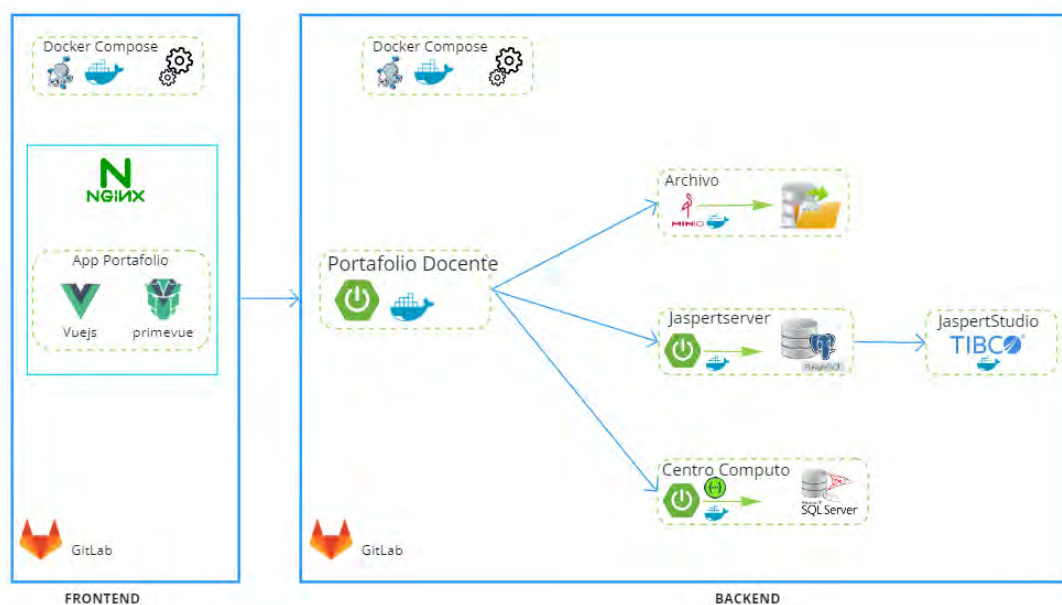 Docker Compose
NGiNX
App Portafolio
Vuejs
primevue
GitLab
FRONTEND
Docker Compose
Portafolio Docente
Archivo
MINIO
Jaspertserver
PostgreSQL
JaspertStudio
TIBCO
Centro Computo
SQL Server
GitLab
BACKEND